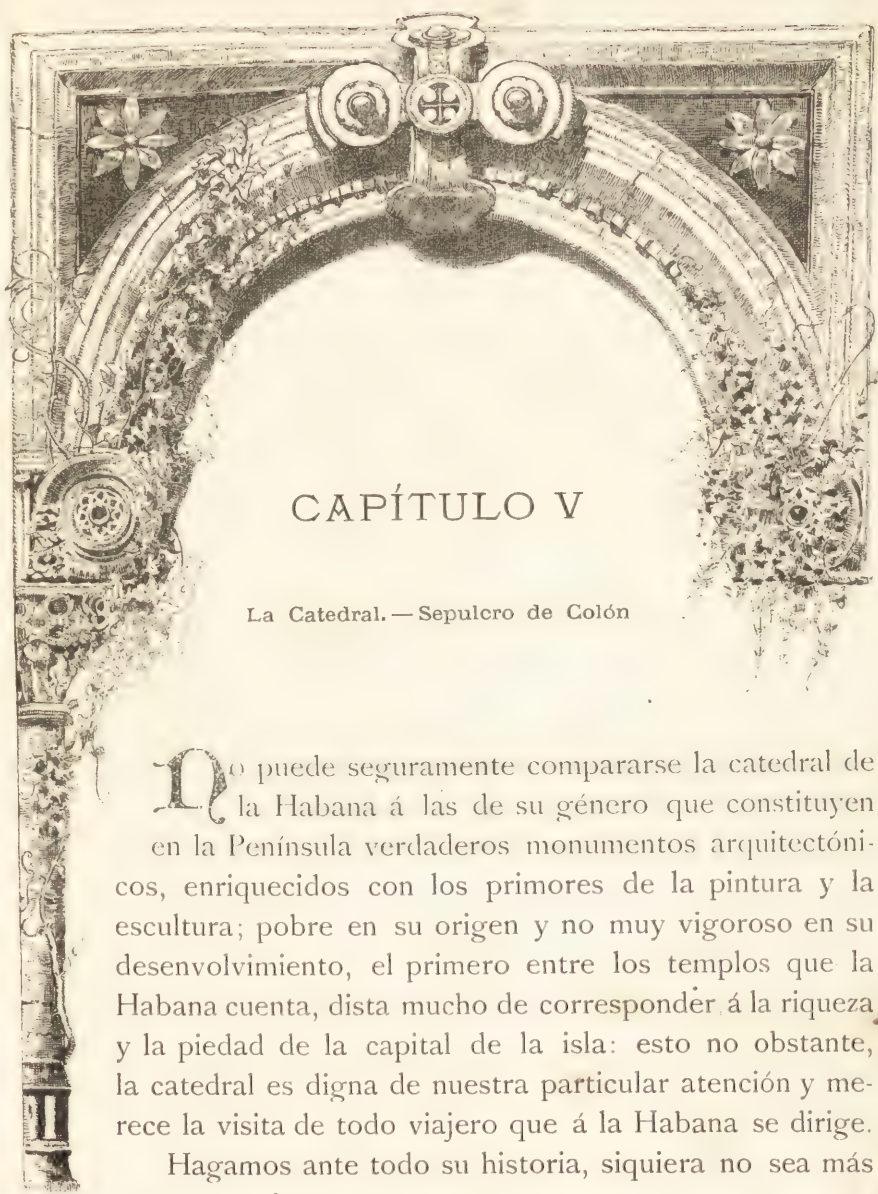 CAPÍTULO V
La Catedral. — Sepulcro de Colón
No puede seguramente compararse la catedral de
la Habana á las de su género que constituyen
en la Península verdaderos monumentos arquitectóni-
cos, enriquecidos con los primores de la pintura y la
escultura; pobre en su origen y no muy vigoroso en su
desenvolvimiento, el primero entre los templos que la
Habana cuenta, dista mucho de corresponder á la riqueza
y la piedad de la capital de la isla: esto no obstante,
la catedral es digna de nuestra particular atención y me-
rece la visita de todo viajero que á la Habana se dirige.
Hagamos ante todo su historia, siquiera no sea más